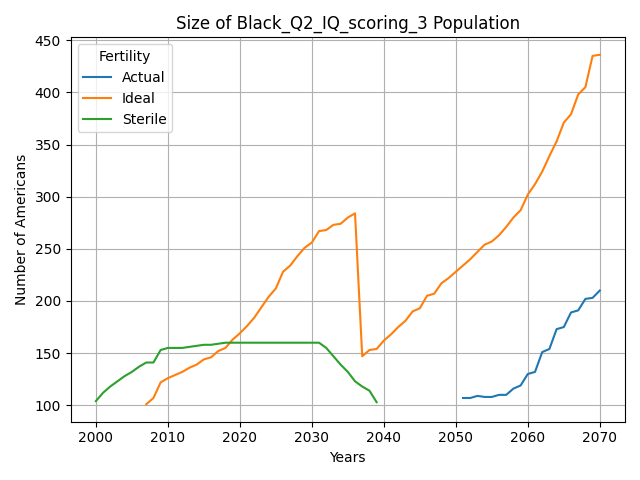 Size of Black_Q2_IQ_scoring_3 Population
Fertility
Actual
Ideal
Sterile
Number of Americans
450
400
350
300
250
200
150
100
2000 2010 2020 2030 2040 2050 2060 2070
Years